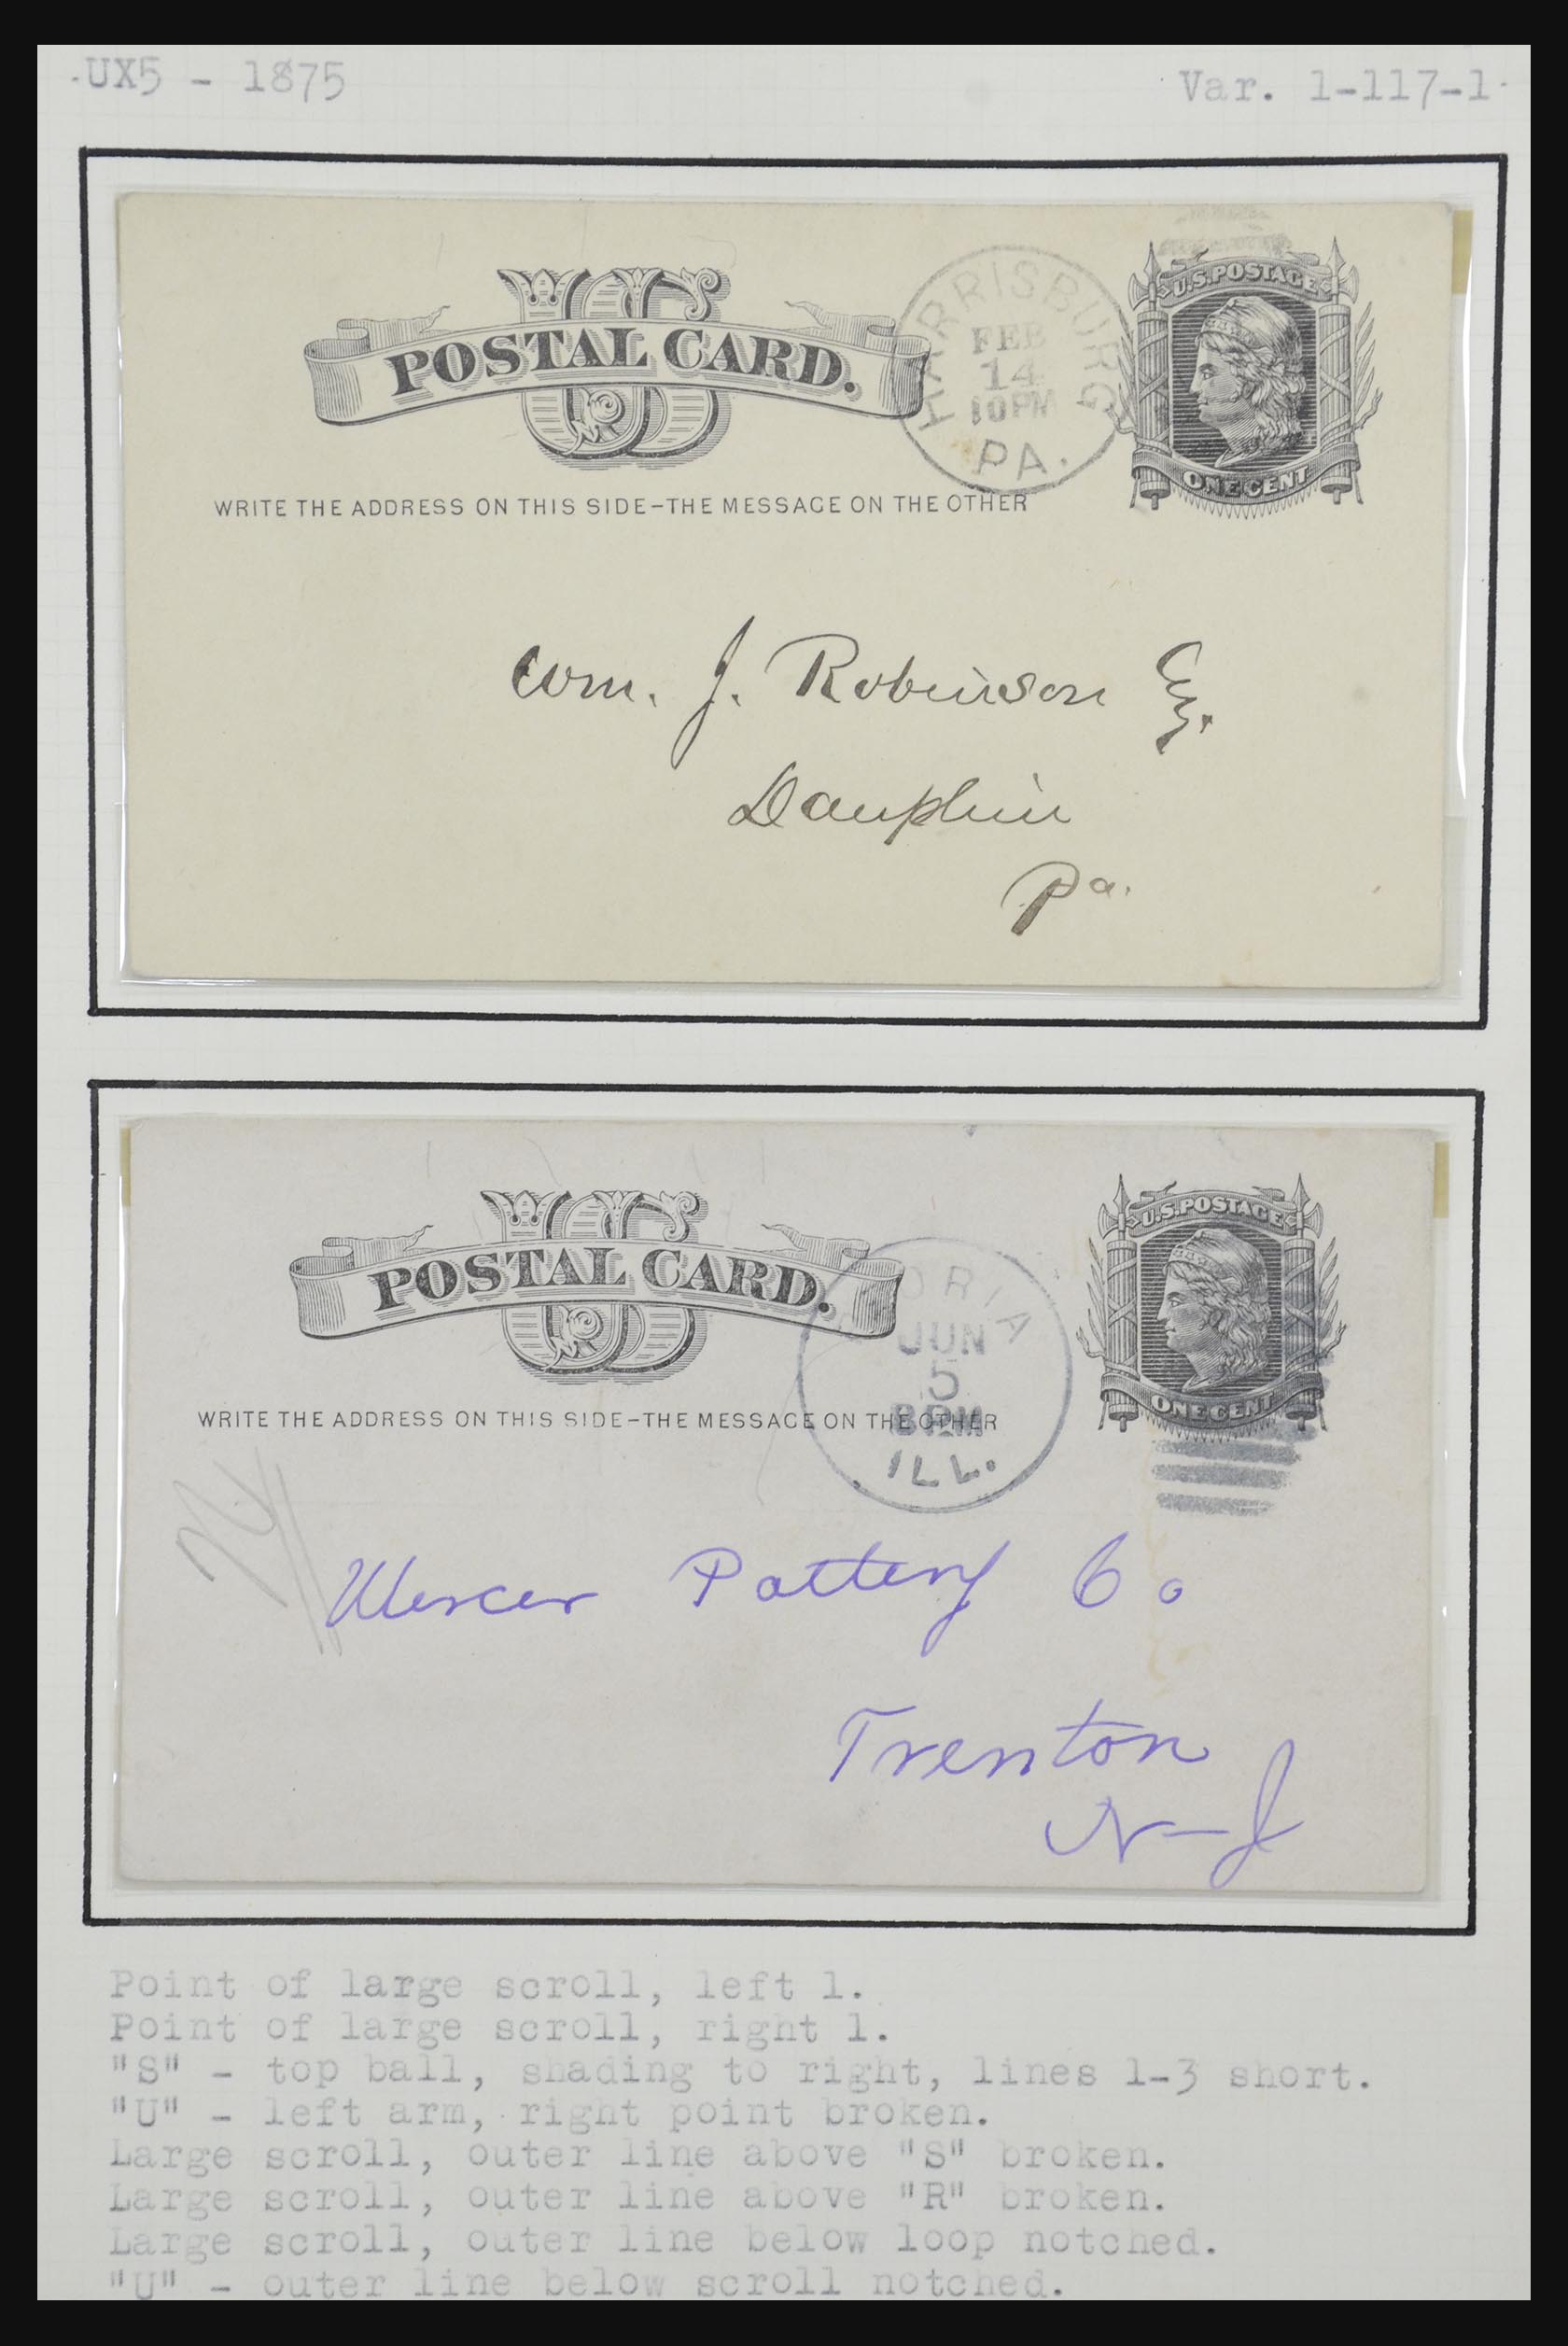 UX5 - 1875
Var. 1-117-1
US
POSTAL CARD.
HARRISBURG
FEB
14
10PM
PA.
U.S. POSTAGE
ONE CENT
WRITE THE ADDRESS ON THIS SIDE-THE MESSAGE ON THE OTHER
Wm. J. Robinson Esq.
Dauphin
Pa.
US
POSTAL CARD.
ORIA
JUN
5
8PM
ILL.
U.S. POSTAGE
ONE CENT
WRITE THE ADDRESS ON THIS SIDE-THE MESSAGE ON THE OTHER
Mercer Pottery Co
Trenton
N-J
Point of large scroll, left 1.
Point of large scroll, right 1.
"S" - top ball, shading to right, lines 1-3 short.
"U" - left arm, right point broken.
Large scroll, outer line above "S" broken.
Large scroll, outer line above "R" broken.
Large scroll, outer line below loop notched.
"U" - outer line below scroll notched.